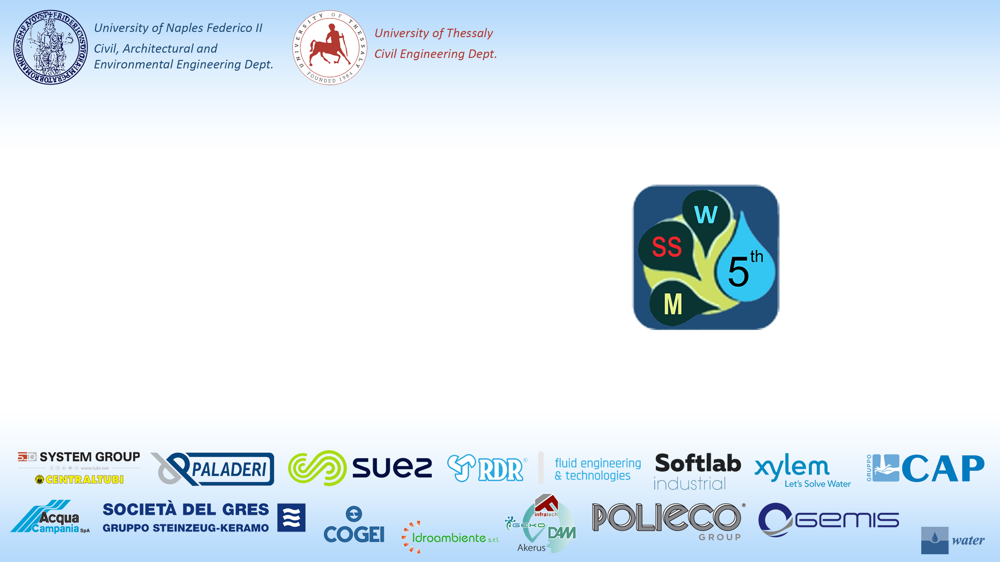 University of Naples Federico II
Civil, Architectural and
Environmental Engineering Dept.
UNIVERSITY OF THESSALY
FOUNDED 1984
University of Thessaly
Civil Engineering Dept.
W
SS
M
5th
SYSTEM GROUP
www.tubi.net
CENTRALTUBI
PALADERI
suez
RDR®
fluid engineering
& technologies
Softlab
industrial
xylem
Let's Solve Water
GRUPPO
CAP
Acqua
Campania SpA
SOCIETÀ DEL GRES
GRUPPO STEINZEUG-KERAMO
COGEI
Idroambiente s.r.l.
infratech
GEKO
DAM
Akerus
POLIECO®
GROUP
GEMIS
water